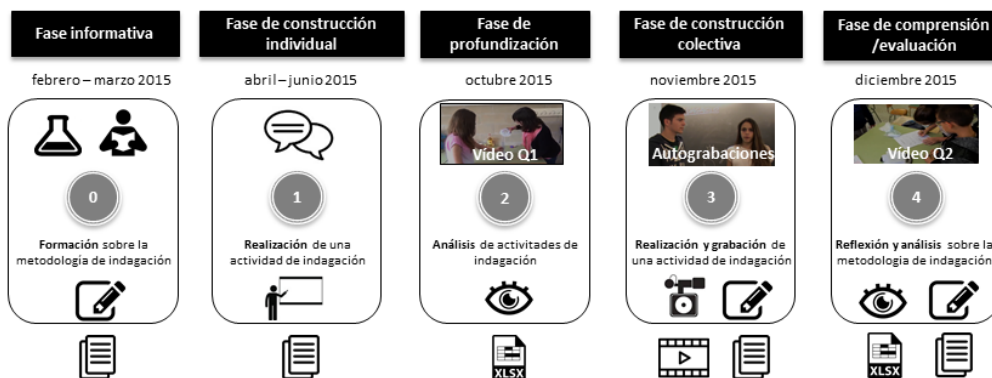 Fase informativa
Fase de construcción
individual
Fase de
profundización
Fase de construcción
colectiva
Fase de comprensión
/evaluación
febrero – marzo 2015
abril – junio 2015
octubre 2015
noviembre 2015
diciembre 2015
Vídeo Q1
Autograbaciones
Vídeo Q2
0
1
2
3
4
Formación sobre la
metodología de indagación
Realización de una
actividad de indagación
Análisis de activitades de
indagación
Realización y grabación de
una actividad de indagación
Reflexión y análisis sobre la
metodologia de indagación
XLSX
XLSX